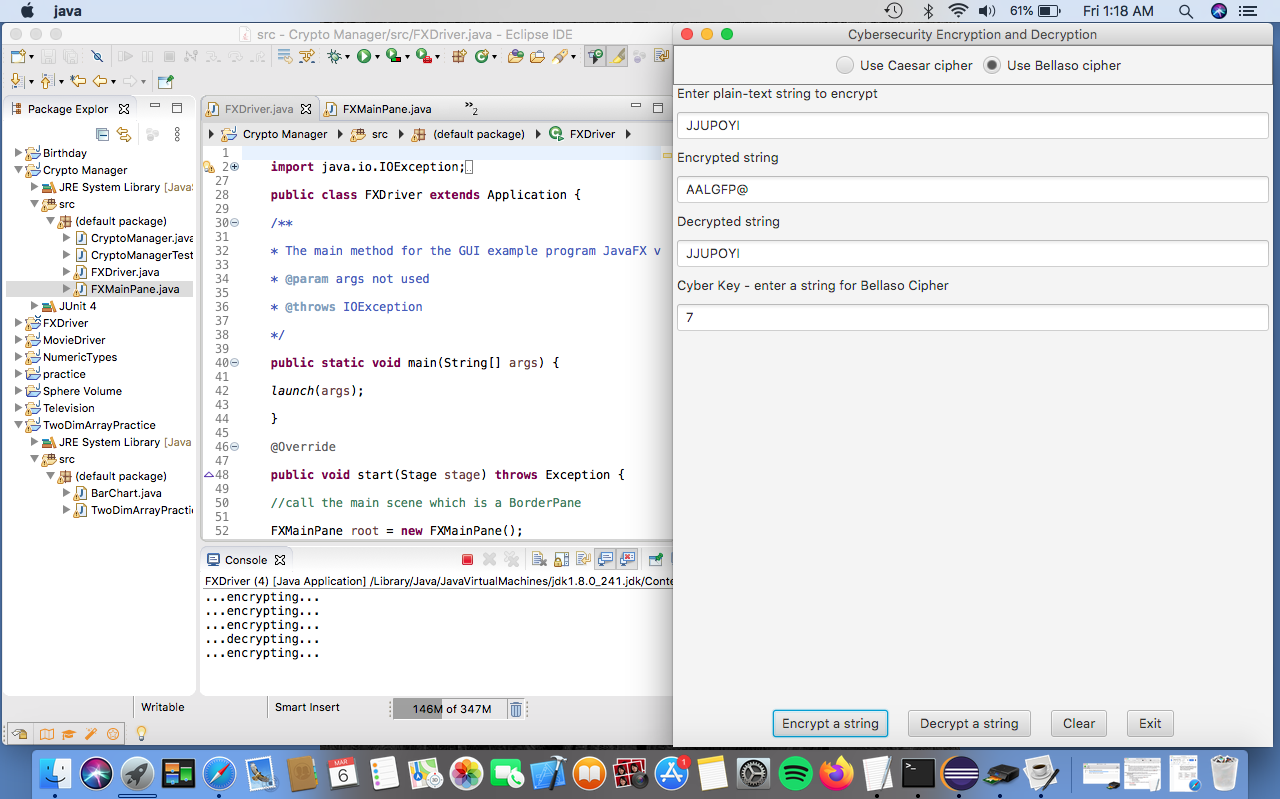 java
61%
Fri 1:18 AM
src - Crypto Manager/src/FXDriver.java - Eclipse IDE
Package Explor
Birthday
Crypto Manager
JRE System Library [Java
src
(default package)
CryptoManager.java
CryptoManagerTest
FXDriver.java
FXMainPane.java
JUnit 4
FXDriver
MovieDriver
NumericTypes
practice
Sphere Volume
Television
TwoDimArrayPractice
JRE System Library [Java
src
(default package)
BarChart.java
TwoDimArrayPracti
FXDriver.java
FXMainPane.java
»2
Crypto Manager
src
(default package)
FXDriver
1
2 import java.io.IOException;
27
28 public class FXDriver extends Application {
29
30 /**
31
32 * The main method for the GUI example program JavaFX v
33
34 * @param args not used
35
36 * @throws IOException
37
38 */
39
40 public static void main(String[] args) {
41
42 launch(args);
43
44 }
45
46 @Override
47
48 public void start(Stage stage) throws Exception {
49
50 //call the main scene which is a BorderPane
51
52 FXMainPane root = new FXMainPane();
Console
FXDriver (4) [Java Application] /Library/Java/JavaVirtualMachines/jdk1.8.0_241.jdk/Conte
...encrypting...
...encrypting...
...encrypting...
...decrypting...
...encrypting...
Writable
Smart Insert
146M of 347M
Cybersecurity Encryption and Decryption
Use Caesar cipher
Use Bellaso cipher
Enter plain-text string to encrypt
JJUPOYI
Encrypted string
AALGFP@
Decrypted string
JJUPOYI
Cyber Key - enter a string for Bellaso Cipher
7
Encrypt a string
Decrypt a string
Clear
Exit
MAR
6
1